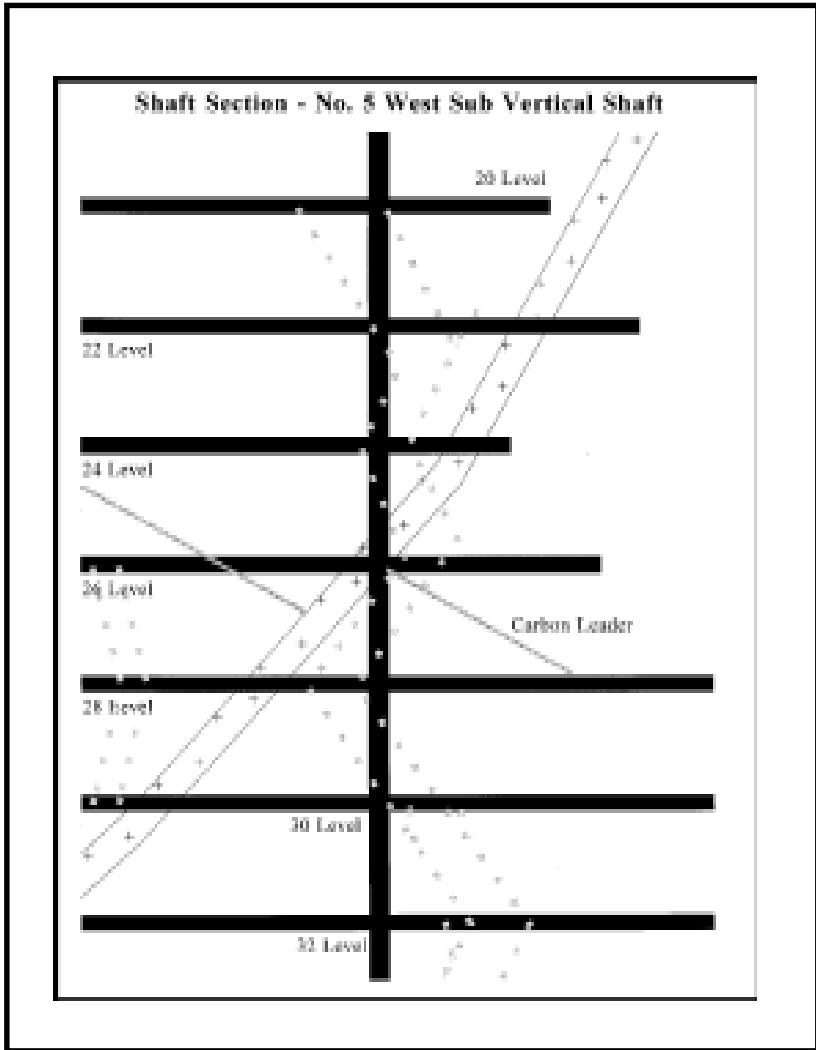 Shaft Section - No. 5 West Sub Vertical Shaft
20 Level
22 Level
24 Level
26 Level
Carbon Leader
28 Level
30 Level
32 Level